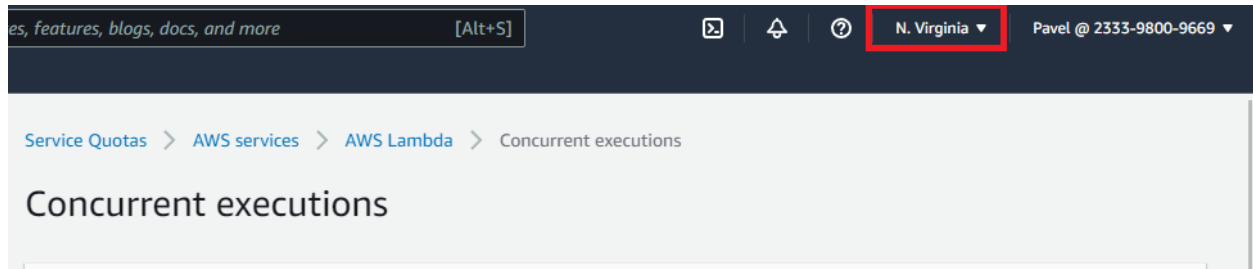 es, features, blogs, docs, and more [Alt+S] N. Virginia ▼ Pavel @ 2333-9800-9669 ▼
Service Quotas > AWS services > AWS Lambda > Concurrent executions
Concurrent executions